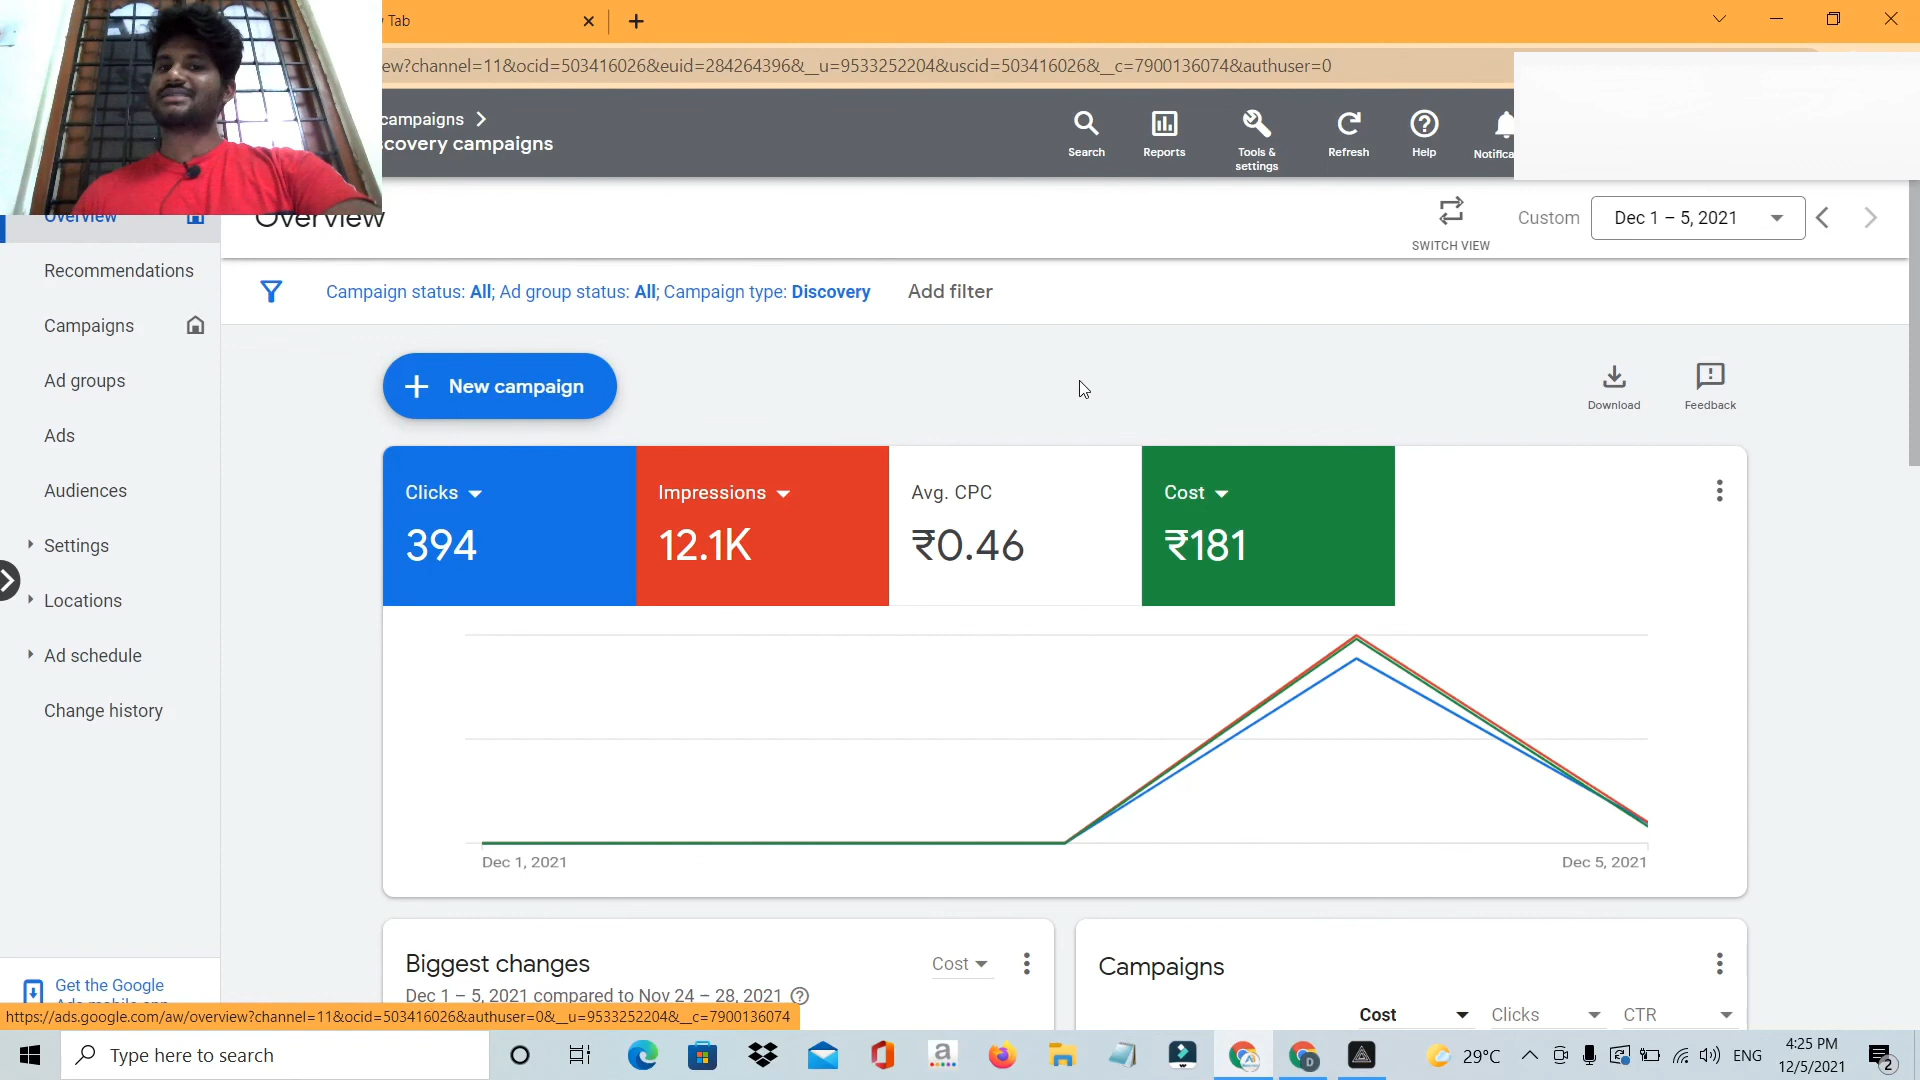 Tab
ew?channel=11&ocid=503416026&euid=284264396&__u=9533252204&uscid=503416026&__c=7900136074&authuser=0
campaigns
scovery campaigns
Search
Reports
Tools &
settings
Refresh
Help
Notifica
Overview
Overview
SWITCH VIEW
Custom
Dec 1 – 5, 2021
Recommendations
Campaigns
Ad groups
Ads
Audiences
Settings
Locations
Ad schedule
Change history
Campaign status: All; Ad group status: All; Campaign type: Discovery
Add filter
New campaign
Download
Feedback
Clicks
394
Impressions
12.1K
Avg. CPC
₹0.46
Cost
₹181
Dec 1, 2021
Dec 5, 2021
Biggest changes
Cost
Dec 1 – 5, 2021 compared to Nov 24 – 28, 2021
Campaigns
Cost
Clicks
CTR
Get the Google
Ads mobile app
https://ads.google.com/aw/overview?channel=11&ocid=503416026&authuser=0&__u=9533252204&__c=7900136074
Type here to search
29°C
ENG
4:25 PM
12/5/2021
2